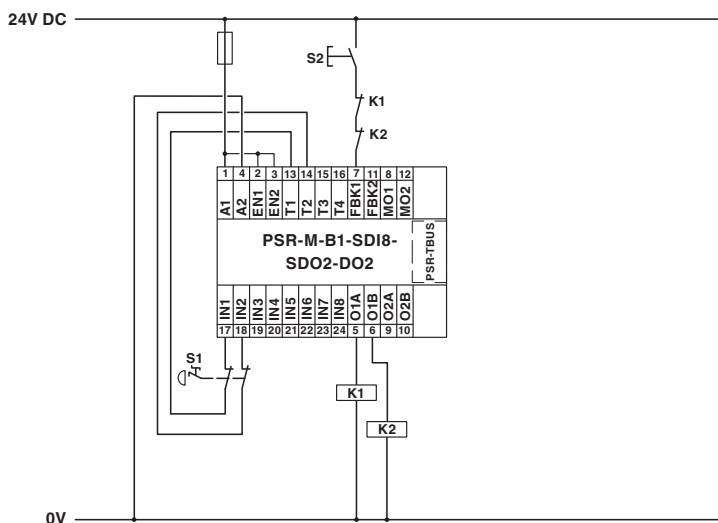 24V DC
S2
K1
K2
1 4 2 3 13 14 15 16 7 11 8 12
A1 A2 EN1 EN2 T1 T2 T3 T4 FBK1 FBK2 MO1 MO2
PSR-M-B1-SDI8-
SDO2-DO2
PSR-TBUS
IN1 IN2 IN3 IN4 IN5 IN6 IN7 IN8 O1A O1B O2A O2B
17 18 19 20 21 22 23 24 5 6 9 10
S1
K1
K2
0V